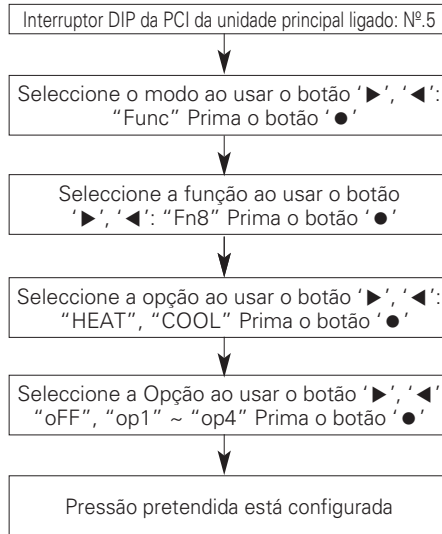 Interruptor DIP da PCI da unidade principal ligado: Nº.5
Seleccione o modo ao usar o botão ‘▶’, ‘◀’:
“Func” Prima o botão ‘●’
Seleccione a função ao usar o botão
‘▶’, ‘◀’: “Fn8” Prima o botão ‘●’
Seleccione a opção ao usar o botão ‘▶’, ‘◀’:
“HEAT”, “COOL” Prima o botão ‘●’
Seleccione a Opção ao usar o botão ‘▶’, ‘◀’
“oFF”, “op1” ~ “op4” Prima o botão ‘●’
Pressão pretendida está configurada